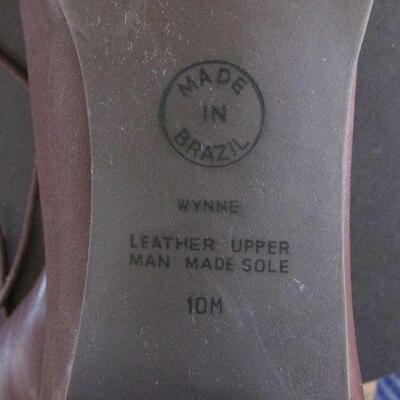 MADE
IN
BRAZIL
WYNNE
LEATHER UPPER
MAN MADE SOLE
10M